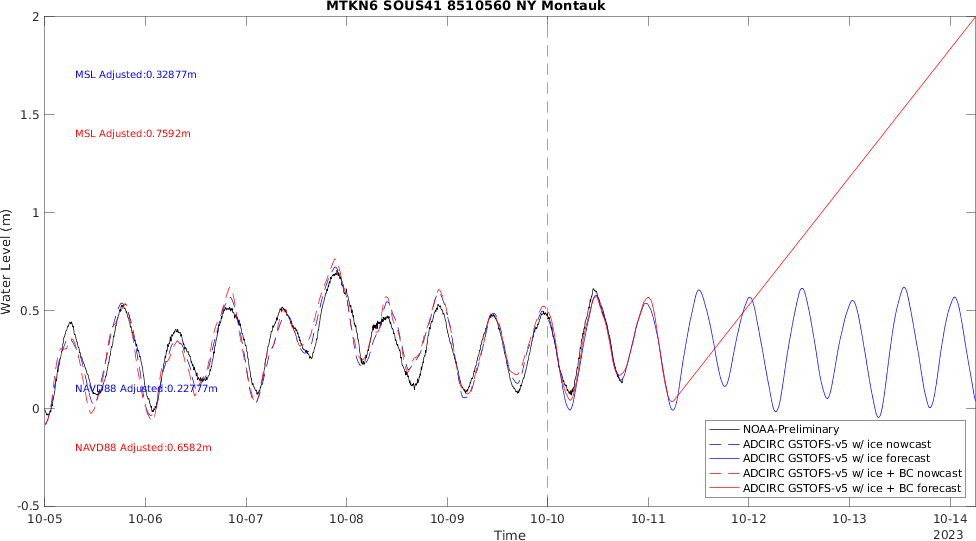 MTKN6 SOUS41 8510560 NY Montauk
2
1.5
1
0.5
0
-0.5
Water Level (m)
MSL Adjusted:0.32877m
MSL Adjusted:0.7592m
NAVD88 Adjusted:0.22777m
NAVD88 Adjusted:0.6582m
NOAA-Preliminary
ADCIRC GSTOFS-v5 w/ ice nowcast
ADCIRC GSTOFS-v5 w/ ice forecast
ADCIRC GSTOFS-v5 w/ ice + BC nowcast
ADCIRC GSTOFS-v5 w/ ice + BC forecast
10-05 10-06 10-07 10-08 10-09 10-10 10-11 10-12 10-13 10-14
Time
2023